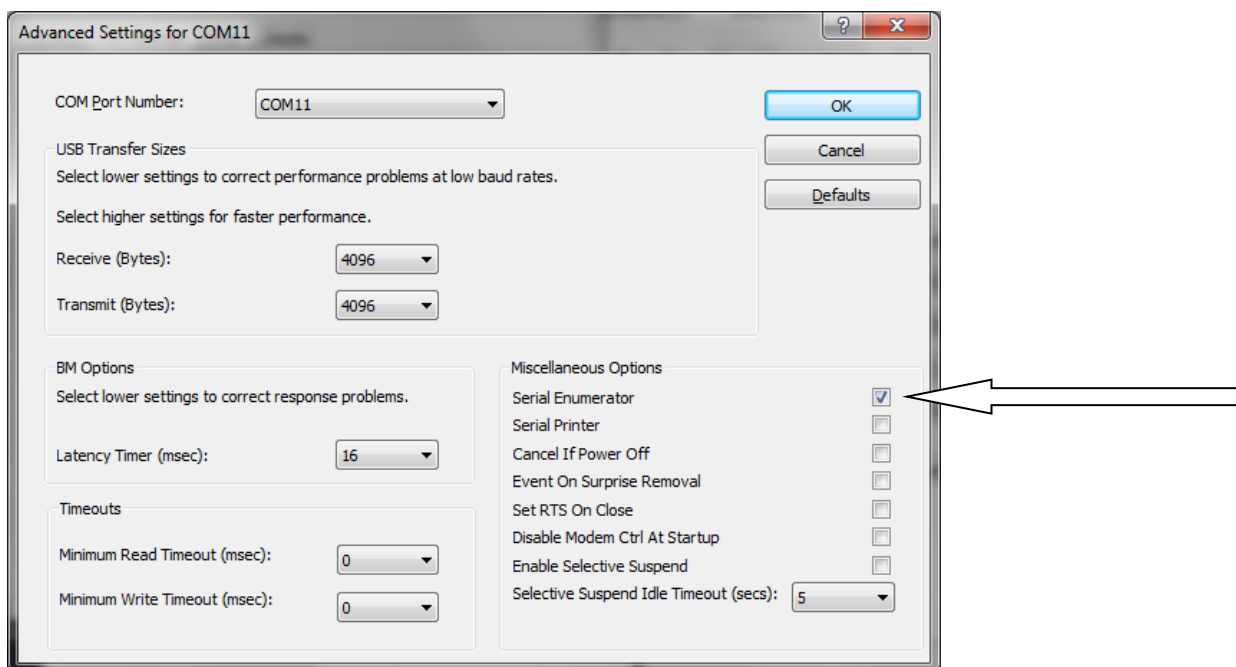 Advanced Settings for COM11
COM Port Number:
COM11
OK
USB Transfer Sizes
Cancel
Select lower settings to correct performance problems at low baud rates.
Defaults
Select higher settings for faster performance.
Receive (Bytes):
4096
Transmit (Bytes):
4096
BM Options
Select lower settings to correct response problems.
Latency Timer (msec):
16
Timeouts
Minimum Read Timeout (msec):
0
Minimum Write Timeout (msec):
0
Miscellaneous Options
Serial Enumerator
Serial Printer
Cancel If Power Off
Event On Surprise Removal
Set RTS On Close
Disable Modem Ctrl At Startup
Enable Selective Suspend
Selective Suspend Idle Timeout (secs):
5